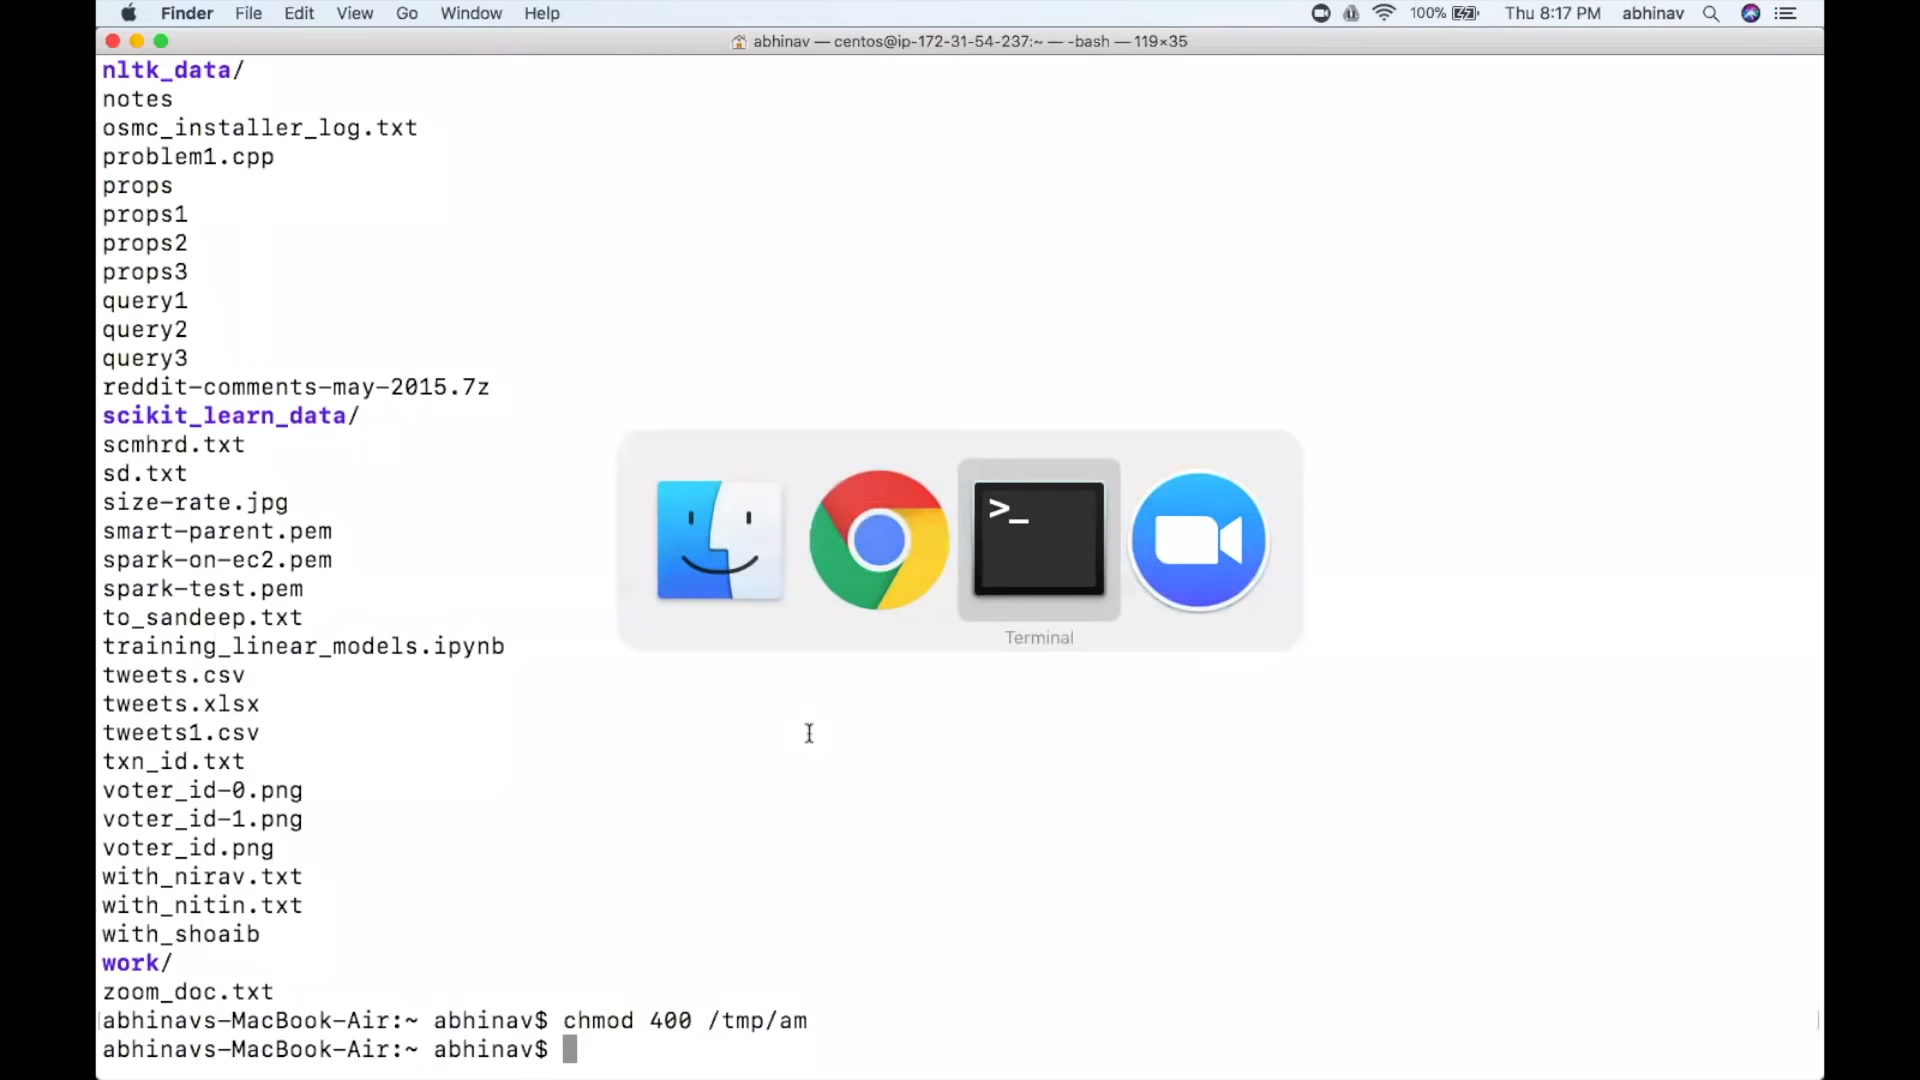 Finder File Edit View Go Window Help 100% Thu 8:17 PM abhinav
abhinav — centos@ip-172-31-54-237:~ — -bash — 119×35
nltk_data/
notes
osmc_installer_log.txt
problem1.cpp
props
props1
props2
props3
query1
query2
query3
reddit-comments-may-2015.7z
scikit_learn_data/
scmhrd.txt
sd.txt
size-rate.jpg
smart-parent.pem
spark-on-ec2.pem
spark-test.pem
to_sandeep.txt
training_linear_models.ipynb
tweets.csv
tweets.xlsx
tweets1.csv
txn_id.txt
voter_id-0.png
voter_id-1.png
voter_id.png
with_nirav.txt
with_nitin.txt
with_shoaib
work/
zoom_doc.txt
abhinavs-MacBook-Air:~ abhinav$ chmod 400 /tmp/am
abhinavs-MacBook-Air:~ abhinav$
>_
Terminal